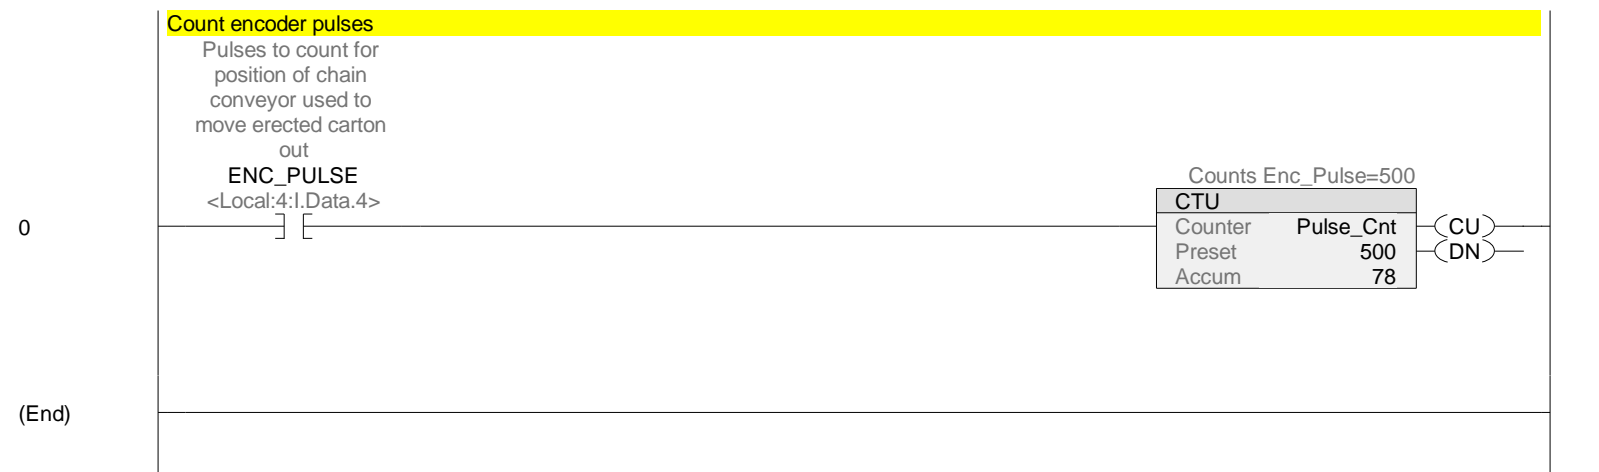 Count encoder pulses
Pulses to count for
position of chain
conveyor used to
move erected carton
out
ENC_PULSE
<Local:4:I.Data.4>
Counts Enc_Pulse=500
CTU
0
Counter Pulse_Cnt CU
Preset 500 DN
Accum 78
(End)